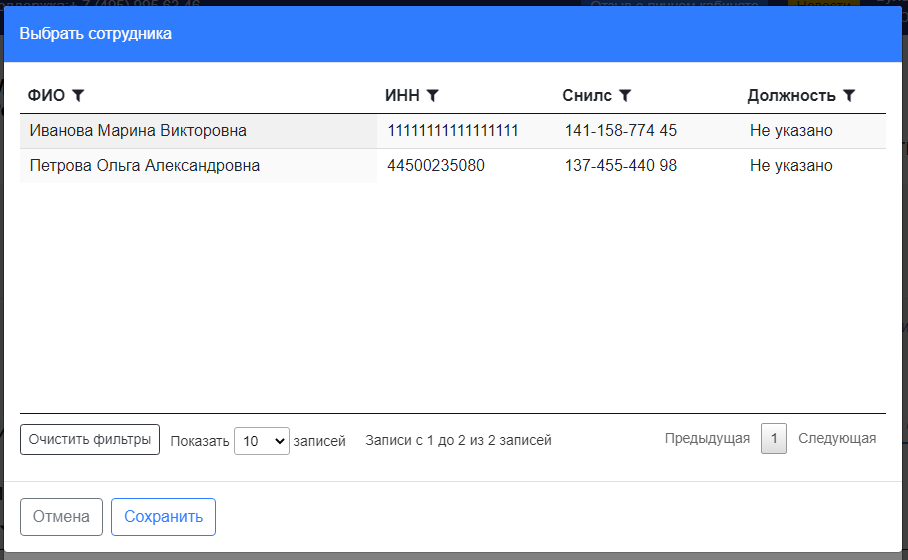 Выбрать сотрудника
ФИО ИНН Снилс Должность
Иванова Марина Викторовна 11111111111111111 141-158-774 45 Не указано
Петрова Ольга Александровна 44500235080 137-455-440 98 Не указано
Очистить фильтры Показать 10 записей Записи с 1 до 2 из 2 записей Предыдущая 1 Следующая
Отмена Сохранить